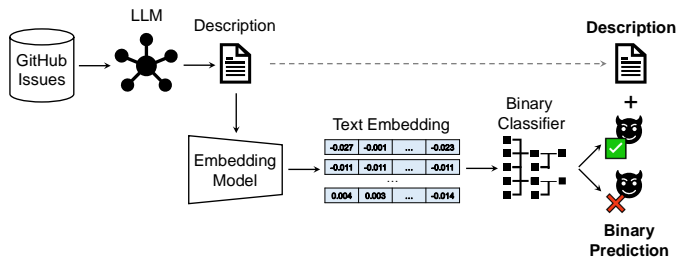 LLM
GitHub
Issues
Description
Description
+
Embedding
Model
Text Embedding
-0.027 -0.001 ... -0.023
-0.011 -0.011 ... -0.011
...
0.004 0.003 ... -0.014
Binary
Classifier
Binary
Prediction